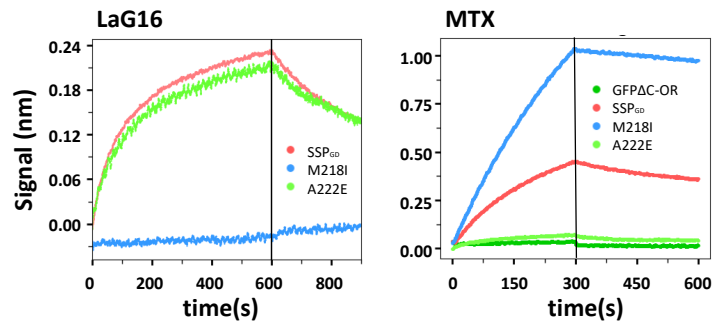 LaG16
Signal (nm)
0.24
0.18
0.12
0.06
0.00
SSPGD
M218I
A222E
0 200 400 600 800
time(s)
MTX
1.00
0.75
0.50
0.25
0.00
GFPΔC-OR
SSPGD
M218I
A222E
0 150 300 450 600
time(s)